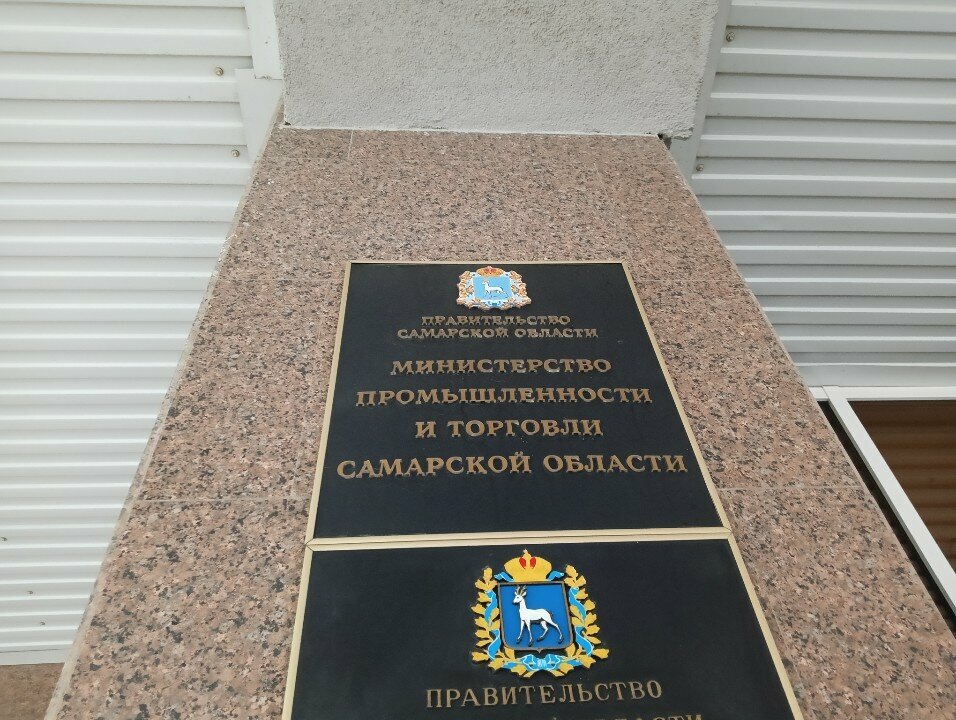 ПРАВИТЕЛЬСТВО
САМАРСКОЙ ОБЛАСТИ
МИНИСТЕРСТВО
ПРОМЫШЛЕННОСТИ
И ТОРГОВЛИ
САМАРСКОЙ ОБЛАСТИ
ПРАВИТЕЛЬСТВО